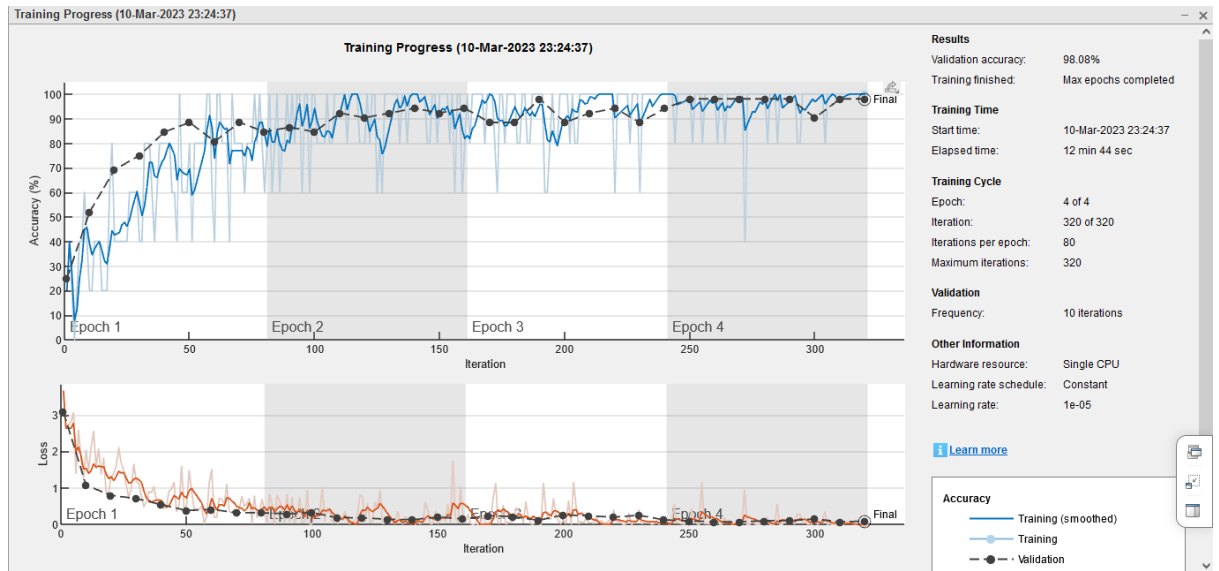 Training Progress (10-Mar-2023 23:24:37)
Training Progress (10-Mar-2023 23:24:37)
Accuracy (%)
100
90
80
70
60
50
40
30
20
10
0
Final
Epoch 1
Epoch 2
Epoch 3
Epoch 4
0
50
100
150
200
250
300
Iteration
Loss
3
2
1
0
Epoch 1
Epoch 2
Epoch 3
Epoch 4
Final
0
50
100
150
200
250
300
Iteration
Results
Validation accuracy: 98.08%
Training finished: Max epochs completed
Training Time
Start time: 10-Mar-2023 23:24:37
Elapsed time: 12 min 44 sec
Training Cycle
Epoch: 4 of 4
Iteration: 320 of 320
Iterations per epoch: 80
Maximum iterations: 320
Validation
Frequency: 10 iterations
Other Information
Hardware resource: Single CPU
Learning rate schedule: Constant
Learning rate: 1e-05
i Learn more
Accuracy
Training (smoothed)
Training
Validation